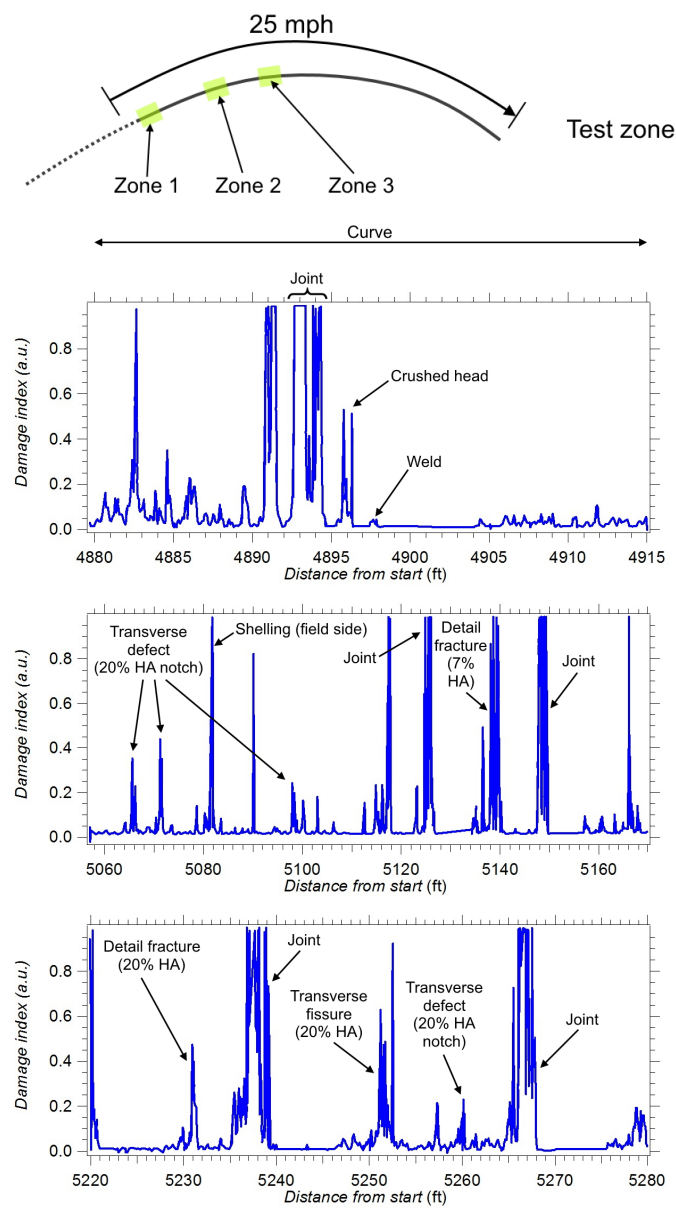 25 mph
Test zone
Zone 1
Zone 2
Zone 3
Curve
Joint
Crushed head
Weld
Damage index (a.u.)
0.8
0.6
0.4
0.2
0.0
4880 4885 4890 4895 4900 4905 4910 4915
Distance from start (ft)
Transverse
defect
(20% HA notch)
Shelling (field side)
Joint
Detail
fracture
(7%
HA)
Joint
Damage index (a.u.)
0.8
0.6
0.4
0.2
0.0
5060 5080 5100 5120 5140 5160
Distance from start (ft)
Detail fracture
(20% HA)
Joint
Transverse
fissure
(20% HA)
Transverse
defect
(20% HA
notch)
Joint
Damage index (a.u.)
0.8
0.6
0.4
0.2
0.0
5220 5230 5240 5250 5260 5270 5280
Distance from start (ft)